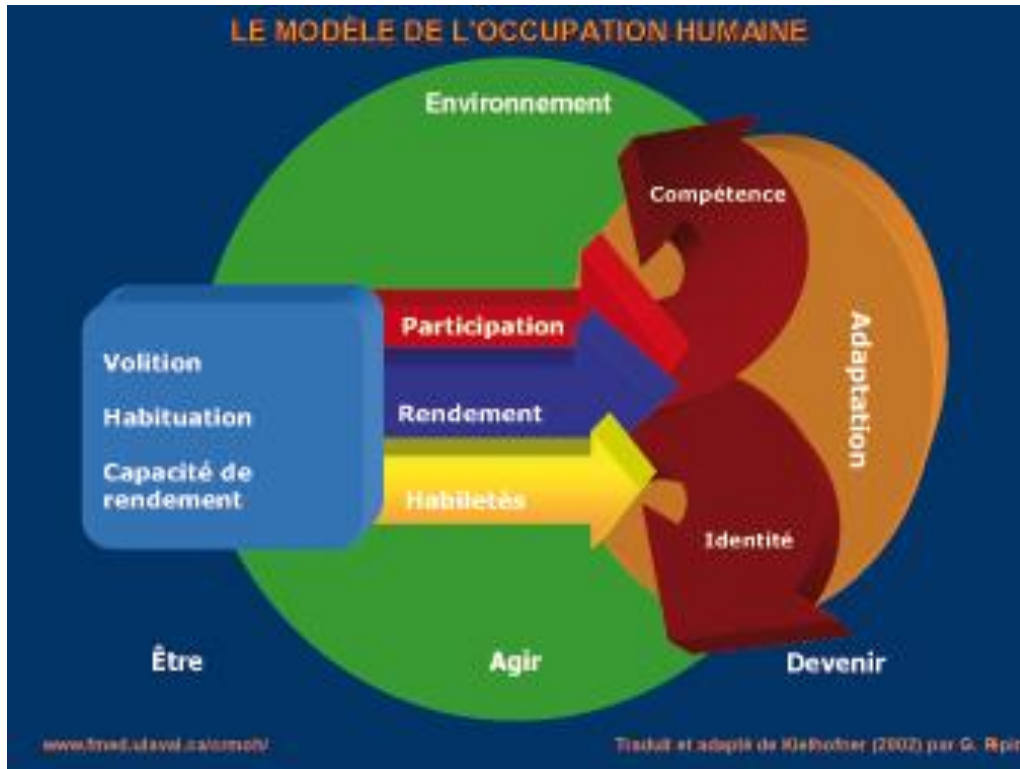 LE MODÈLE DE L'OCCUPATION HUMAINE
Environnement
Compétence
Participation
Adaptation
Volition
Rendement
Habituation
Capacité de
rendement
Habiletés
Identité
Être
Agir
Devenir
www.fmed.ulaval.ca/crmoh/
Traduit et adapté de Kielhofner (2002) par G.